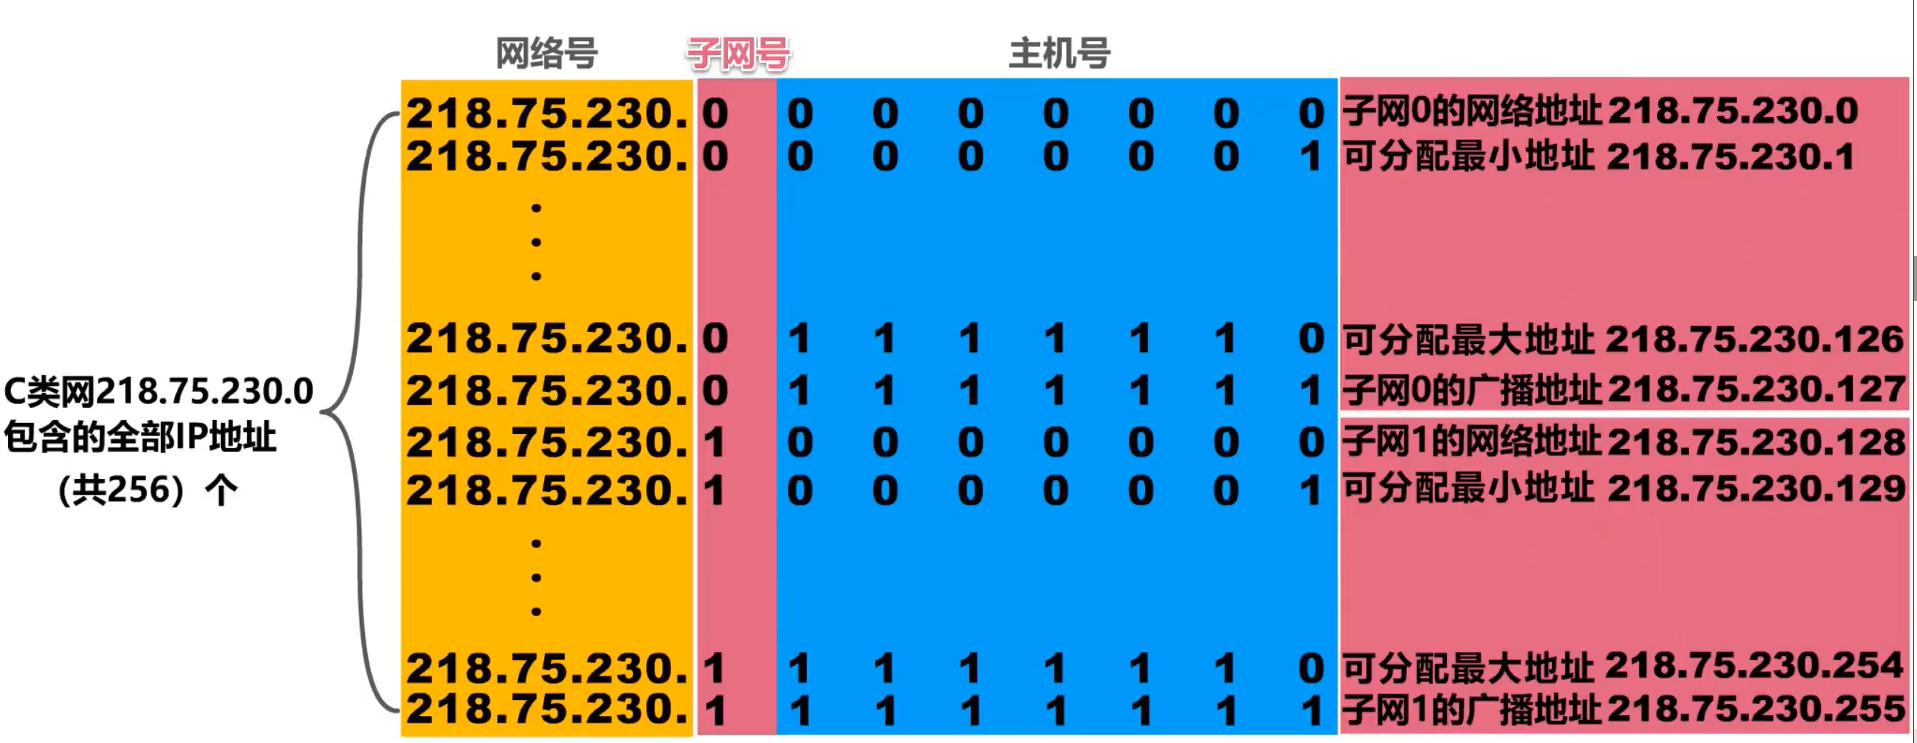 网络号 子网号 主机号
218.75.230. 0 0 0 0 0 0 0 0 子网0的网络地址 218.75.230.0
218.75.230. 0 0 0 0 0 0 0 1 可分配最小地址 218.75.230.1
218.75.230. 0 1 1 1 1 1 1 0 可分配最大地址 218.75.230.126
218.75.230. 0 1 1 1 1 1 1 1 子网0的广播地址 218.75.230.127
218.75.230. 1 0 0 0 0 0 0 0 子网1的网络地址 218.75.230.128
218.75.230. 1 0 0 0 0 0 0 1 可分配最小地址 218.75.230.129
218.75.230. 1 1 1 1 1 1 1 0 可分配最大地址 218.75.230.254
218.75.230. 1 1 1 1 1 1 1 1 子网1的广播地址 218.75.230.255
C类网218.75.230.0
包含的全部IP地址
（共256）个